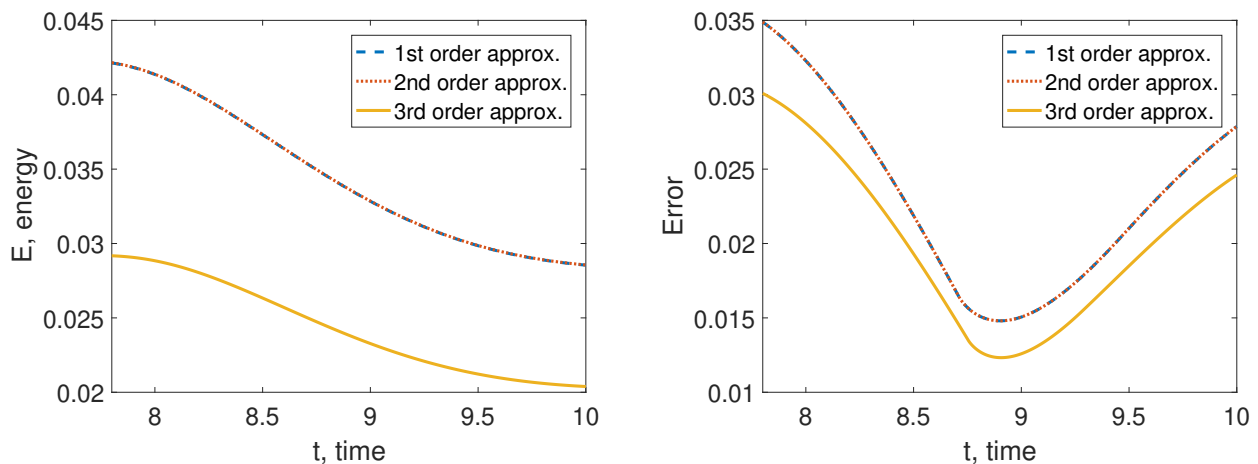 0.045
0.04
0.035
0.03
0.025
0.02
E, energy
8
8.5
9
9.5
10
t, time
1st order approx.
2nd order approx.
3rd order approx.
0.035
0.03
0.025
0.02
0.015
0.01
Error
8
8.5
9
9.5
10
t, time
1st order approx.
2nd order approx.
3rd order approx.